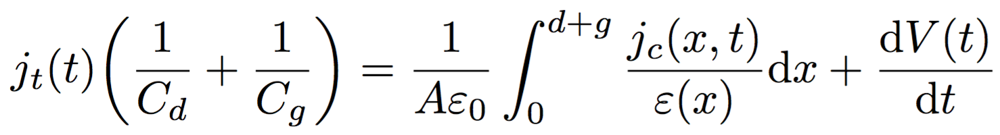 j_t(t)\left(\frac{1}{C_d} + \frac{1}{C_g}\right) = \frac{1}{A\varepsilon_0} \int_0^{d+g} \frac{j_c(x,t)}{\varepsilon(x)} \mathrm{d}x + \frac{\mathrm{d}V(t)}{\mathrm{d}t}